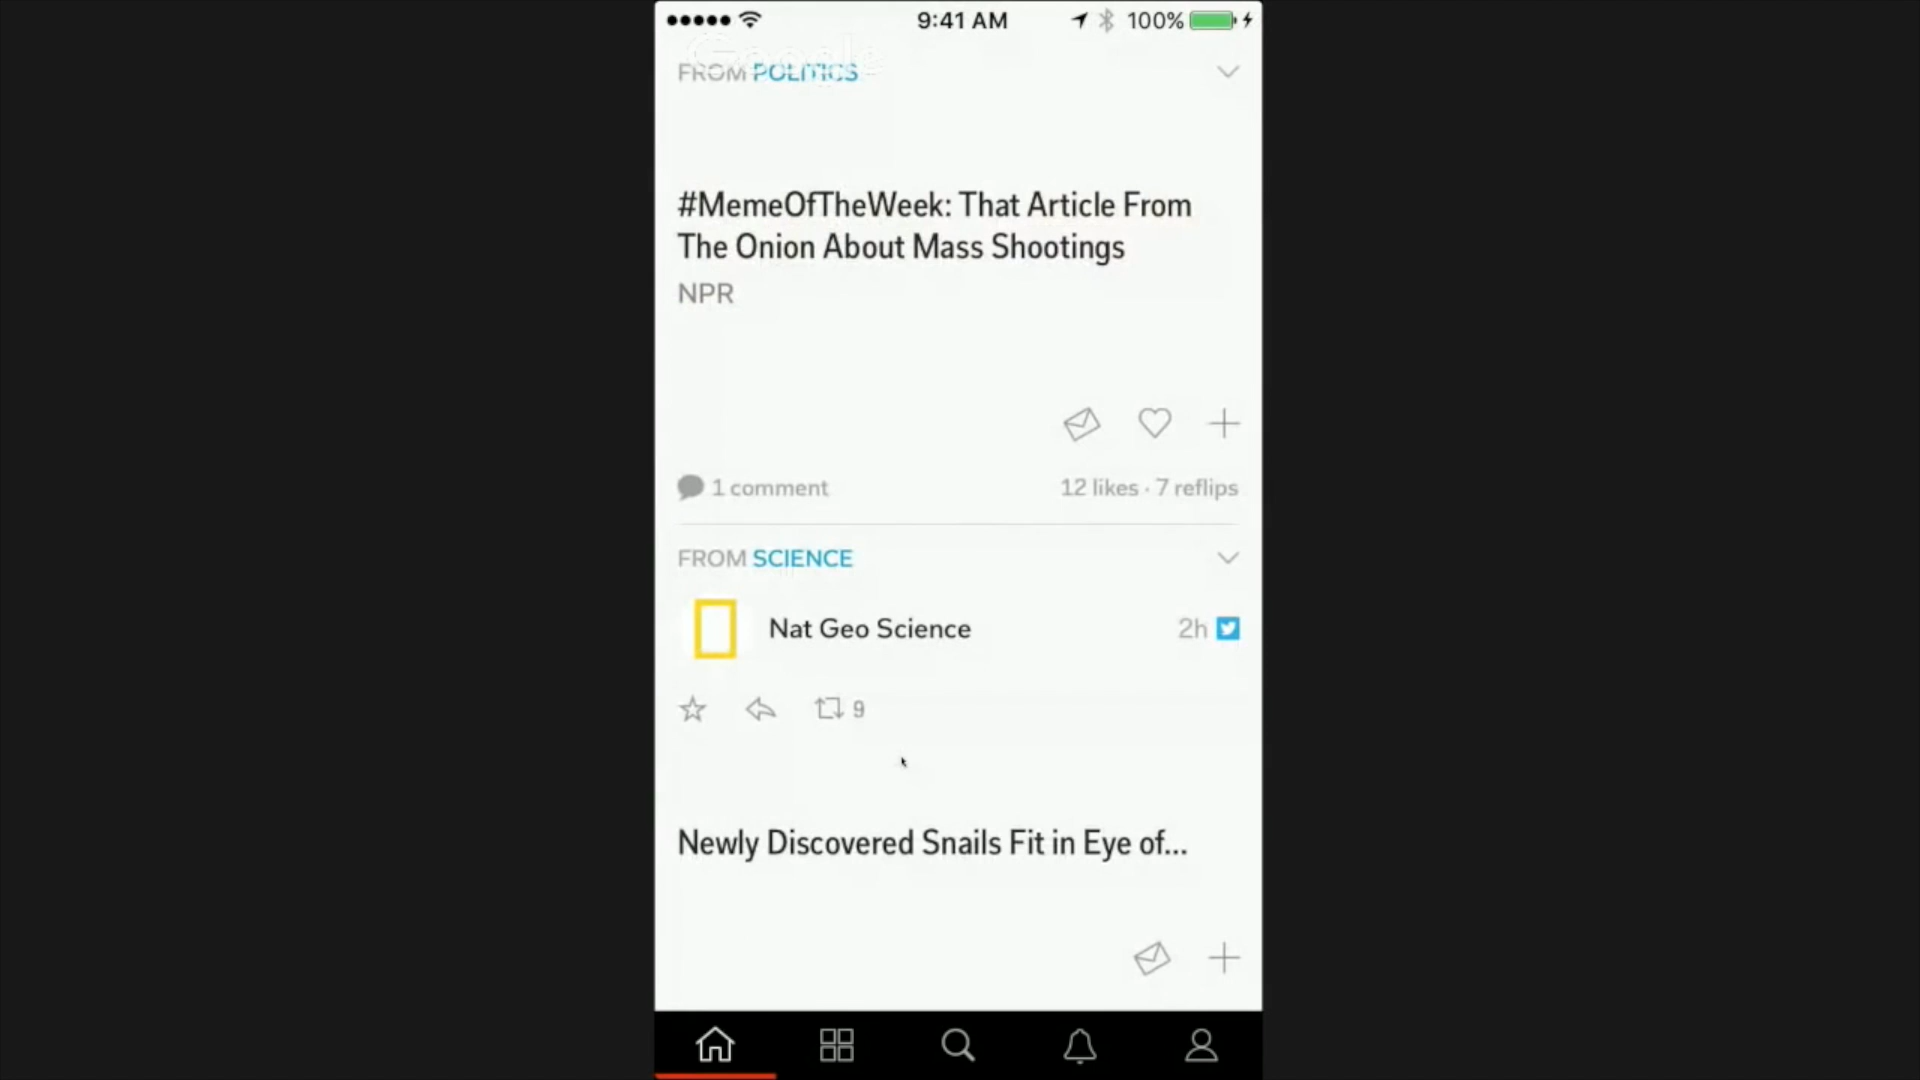 9:41 AM
100%
Google
FROM POLITICS
#MemeOfTheWeek: That Article From
The Onion About Mass Shootings
NPR
1 comment
12 likes · 7 reflips
FROM SCIENCE
Nat Geo Science
2h
9
Newly Discovered Snails Fit in Eye of...